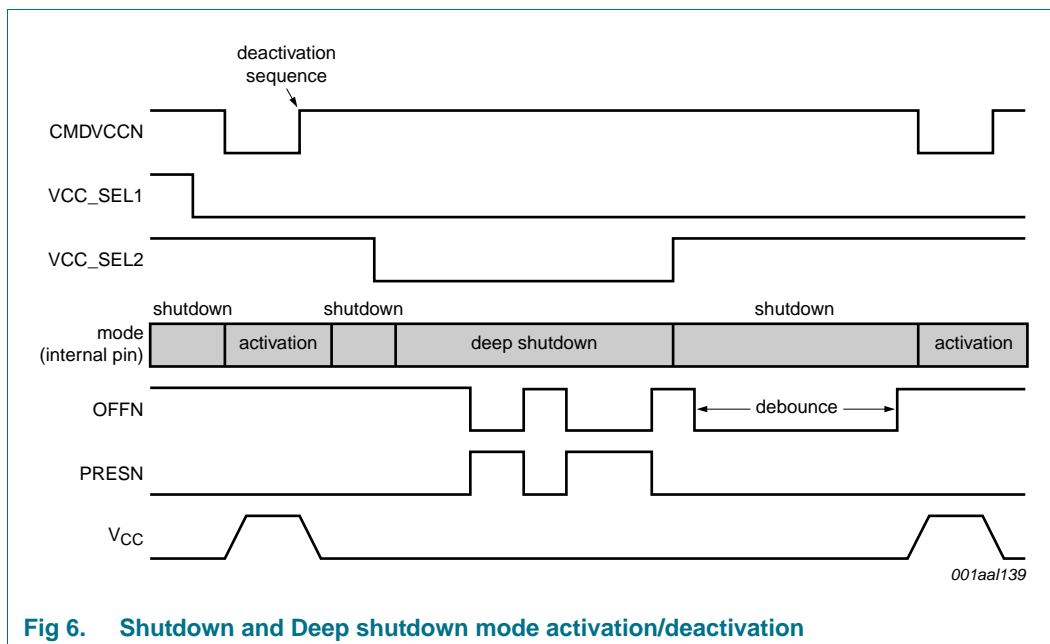 deactivation
sequence
CMDVCCN
VCC_SEL1
VCC_SEL2
shutdown
shutdown
shutdown
mode
(internal pin)
activation
deep shutdown
activation
OFFN
debounce
PRESN
VCC
001aal139
Fig 6. Shutdown and Deep shutdown mode activation/deactivation